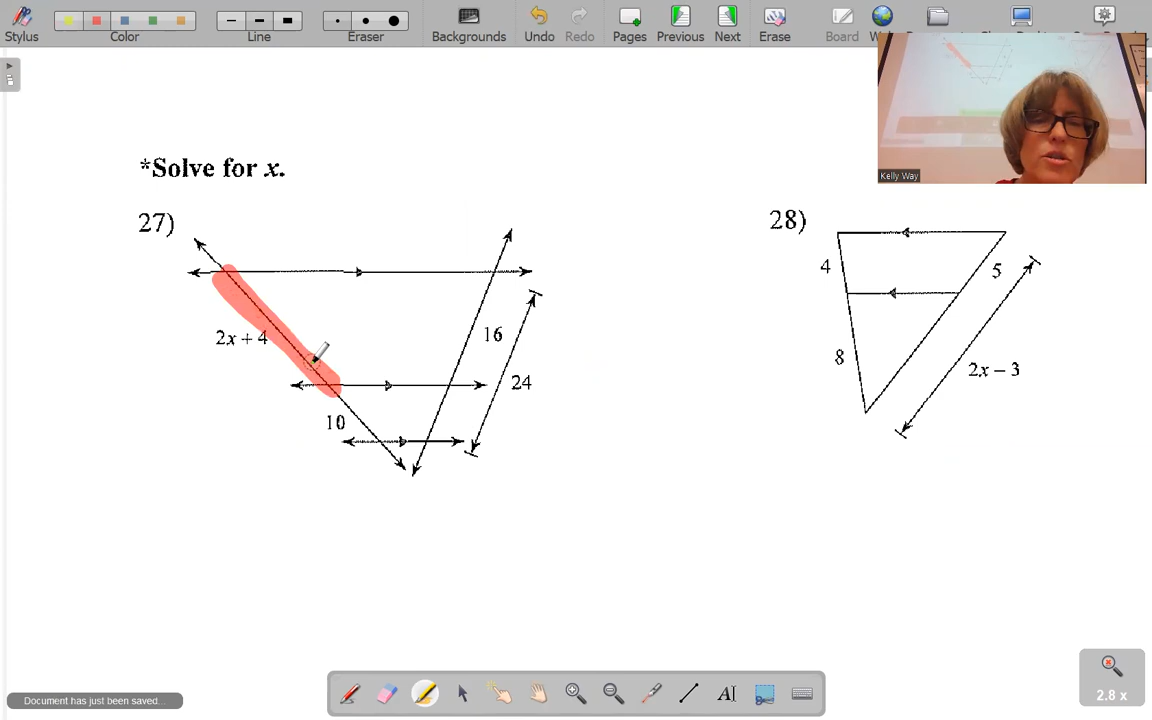 Stylus Color Line Eraser Backgrounds Undo Redo Pages Previous Next Erase Board
Kelly Way
*Solve for x.
27)
2x + 4
16
24
10
28)
4
5
8
2x – 3
Document has just been saved...
2.8 x